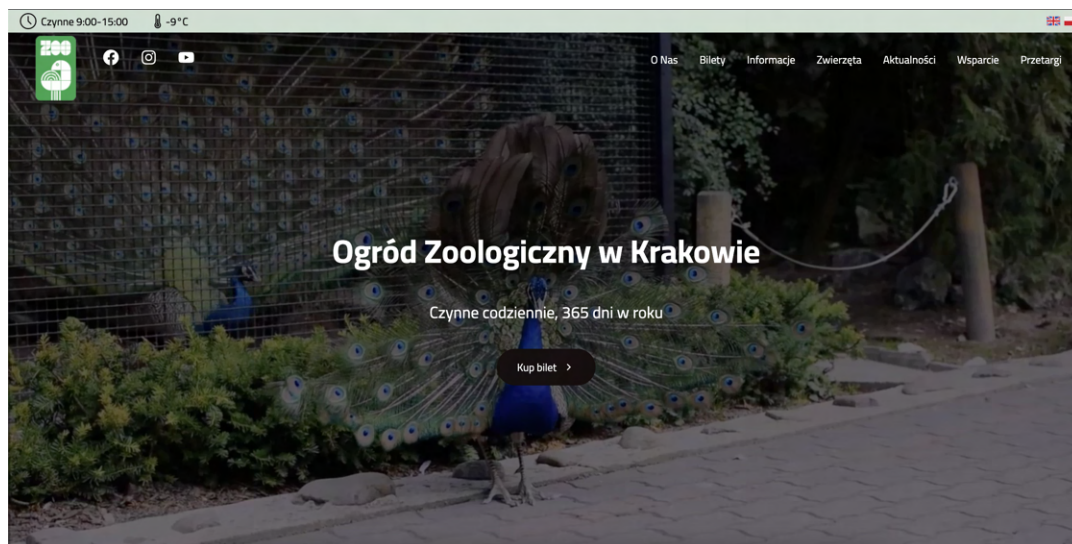 Czynne 9:00-15:00 -9°C
ZOO
O Nas Bilety Informacje Zwierzęta Aktualności Wsparcie Przetargi
Ogród Zoologiczny w Krakowie
Czynne codziennie, 365 dni w roku
Kup bilet